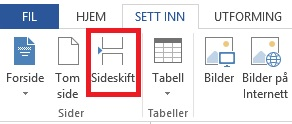 FIL HJEM SETT INN UTFORMING
Forside Tom side Sideskift Tabell Bilder Bilder på Internett
Sider Tabeller